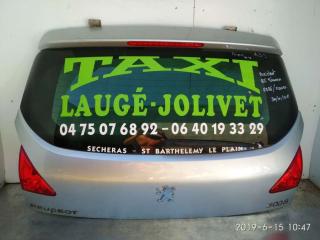 TAXI
LAUGÉ-JOLIVET
04 75 07 68 92 - 06 40 19 33 29
SECHERAS - ST BARTHELEMY LE PLAIN
PEUGEOT
3008
2019-6-15 10:47